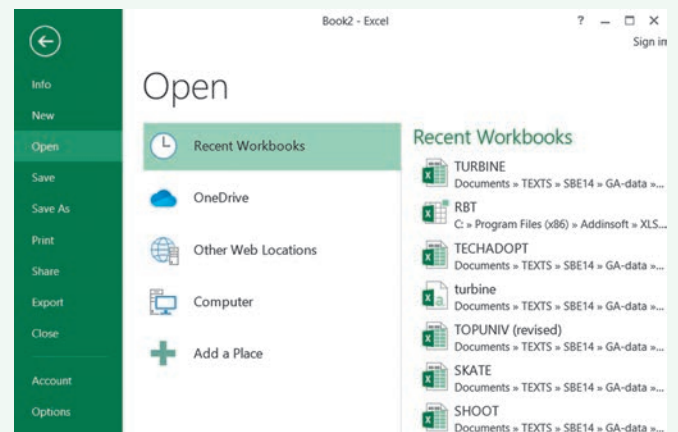 Book2 - Excel
?
Sign in
Info
New
Open
Save
Save As
Print
Share
Export
Close
Account
Options
Open
Recent Workbooks
OneDrive
Other Web Locations
Computer
Add a Place
Recent Workbooks
TURBINE
Documents » TEXTS » SBE14 » GA-data »...
RBT
C: » Program Files (x86) » Addinsoft » XLS...
TECHADOPT
Documents » TEXTS » SBE14 » GA-data »...
turbine
Documents » TEXTS » SBE14 » GA-data »...
TOPUNIV (revised)
Documents » TEXTS » SBE14 » GA-data »...
SKATE
Documents » TEXTS » SBE14 » GA-data »...
SHOOT
Documents » TEXTS » SBE14 » GA-data »...